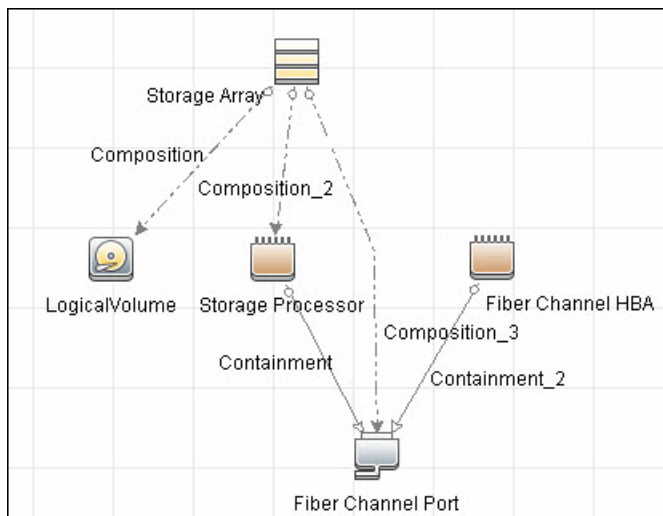 Storage Array
Composition
Composition_2
LogicalVolume
Storage Processor
Fiber Channel HBA
Composition_3
Containment
Containment_2
Fiber Channel Port